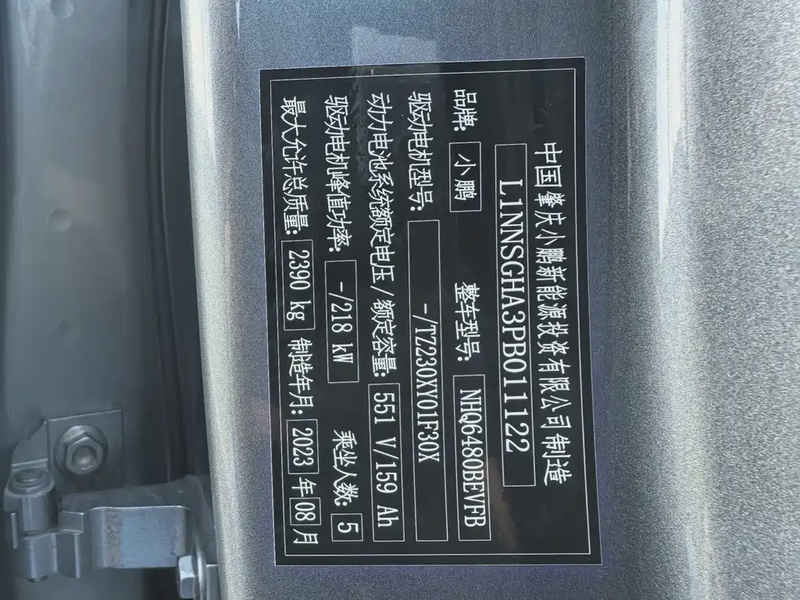 中国肇庆小鹏新能源投资有限公司制造
L1NNSGHA3PB011122
品牌: 小鹏 整车型号: NHQ6480BEVFB
驱动电机型号: -/TZ230XY01F30X
动力电池系统额定电压/额定容量: 551 V/159 Ah
驱动电机峰值功率: -/218 kW 乘坐人数: 5
最大允许总质量: 2390 kg 制造年月: 2023 年 08 月